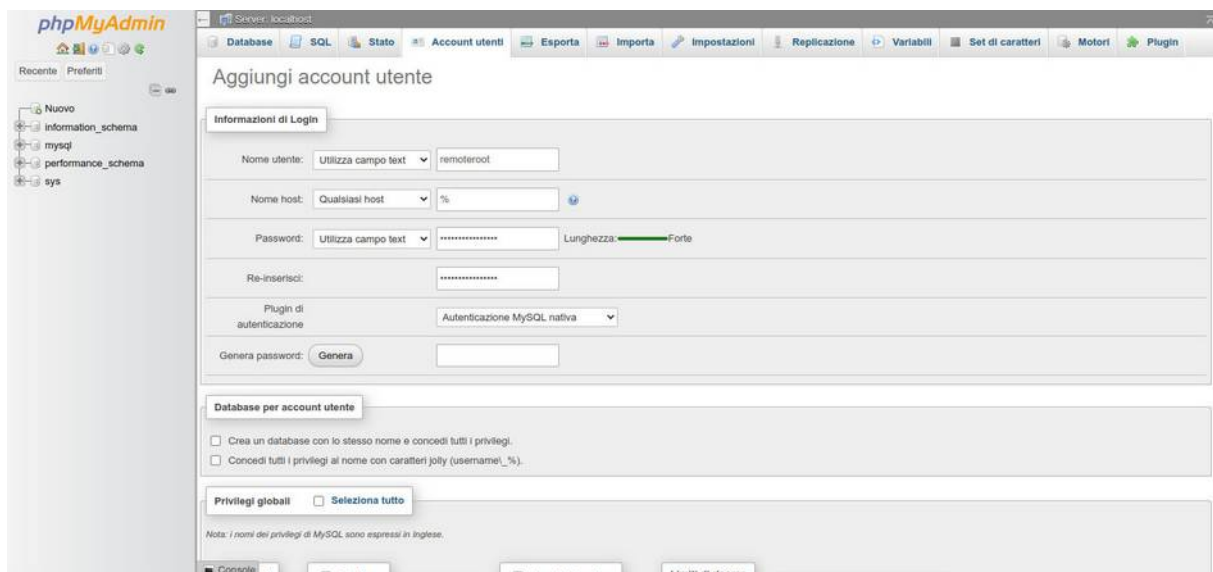 phpMyAdmin
Recente Preferiti
Nuovo
information_schema
mysql
performance_schema
sys
Server: localhost
Database SQL Stato Account utenti Esporta Importa Impostazioni Replicazione Variabili Set di caratteri Motori Plugin
Aggiungi account utente
Informazioni di Login
Nome utente: Utilizza campo text remoteroot
Nome host: Qualsiasi host %
Password: Utilizza campo text Lunghezza: Forte
Re-inserisci:
Plugin di
autenticazione
Autenticazione MySQL nativa
Genera password: Genera
Database per account utente
Crea un database con lo stesso nome e concedi tutti i privilegi.
Concedi tutti i privilegi al nome con caratteri jolly (username\_%).
Privilegi globali Seleziona tutto
Nota: i nomi dei privilegi di MySQL sono espressi in Inglese.
Console